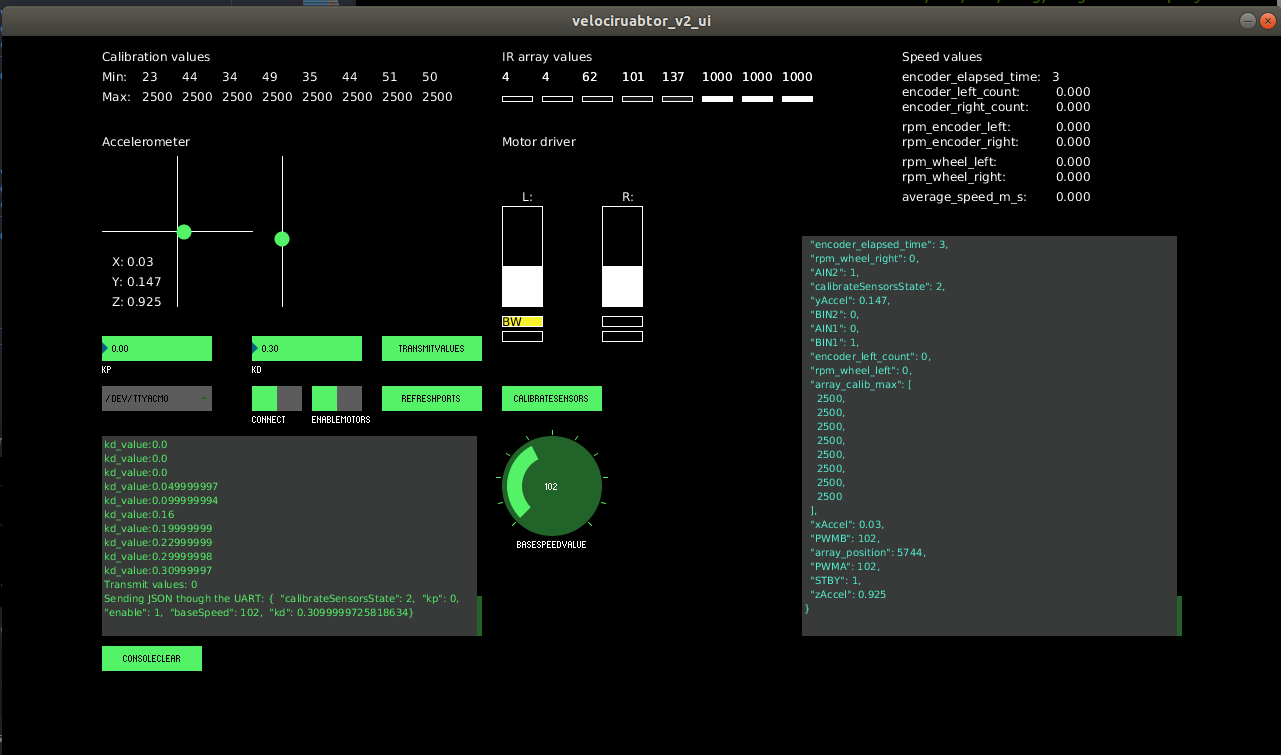 velociruabtor_v2_ui
Calibration values
Min: 23 44 34 49 35 44 51 50
Max: 2500 2500 2500 2500 2500 2500 2500 2500
IR array values
4 4 62 101 137 1000 1000 1000
Speed values
encoder_elapsed_time: 3
encoder_left_count: 0.000
encoder_right_count: 0.000
rpm_encoder_left: 0.000
rpm_encoder_right: 0.000
rpm_wheel_left: 0.000
rpm_wheel_right: 0.000
average_speed_m_s: 0.000
Accelerometer
X: 0.03
Y: 0.147
Z: 0.925
Motor driver
L: R:
BW
0.00
KP
0.30
KD
TRANSMITVALUES
/DEV/TTYACM0
CONNECT
ENABLEMOTORS
REFRESHPORTS
CALIBRATESENSORS
kd_value:0.0
kd_value:0.0
kd_value:0.0
kd_value:0.049999997
kd_value:0.099999994
kd_value:0.16
kd_value:0.19999999
kd_value:0.22999999
kd_value:0.29999998
kd_value:0.30999997
Transmit values: 0
Sending JSON though the UART: { "calibrateSensorsState": 2, "kp": 0,
"enable": 1, "baseSpeed": 102, "kd": 0.3099999725818634}
102
BASESPEEDVALUE
CONSOLECLEAR
"encoder_elapsed_time": 3,
"rpm_wheel_right": 0,
"AIN2": 1,
"calibrateSensorsState": 2,
"yAccel": 0.147,
"BIN2": 0,
"AIN1": 0,
"BIN1": 1,
"encoder_left_count": 0,
"rpm_wheel_left": 0,
"array_calib_max": [
2500,
2500,
2500,
2500,
2500,
2500,
2500,
2500
],
"xAccel": 0.03,
"PWMB": 102,
"array_position": 5744,
"PWMA": 102,
"STBY": 1,
"zAccel": 0.925
}